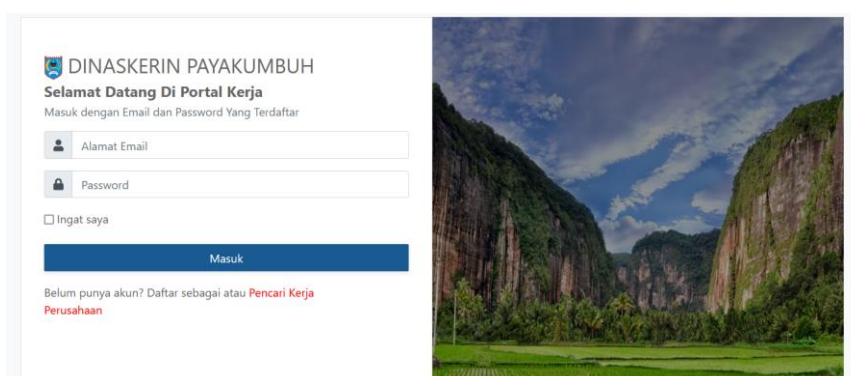 DINASKERIN PAYAKUMBUH
Selamat Datang Di Portal Kerja
Masuk dengan Email dan Password Yang Terdaftar
Alamat Email
Password
Ingat saya
Masuk
Belum punya akun? Daftar sebagai atau Pencari Kerja
Perusahaan